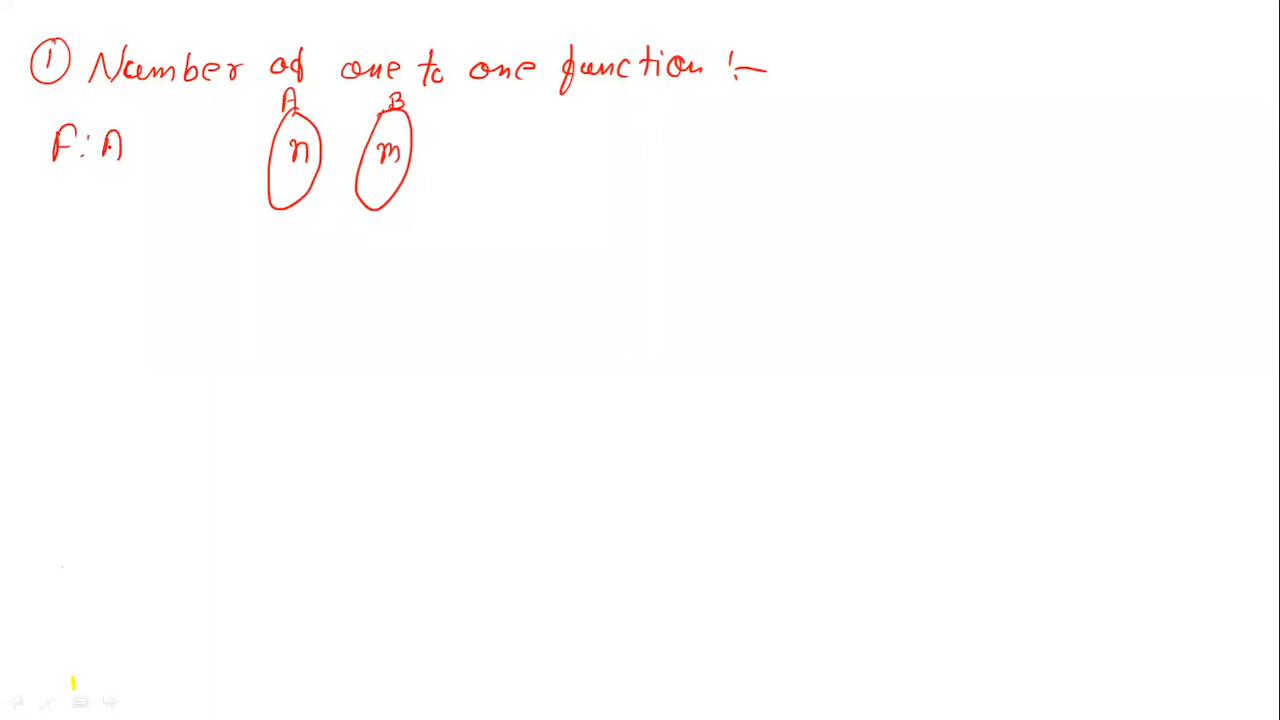 ① Number of one to one function :-
A B
F : A n m